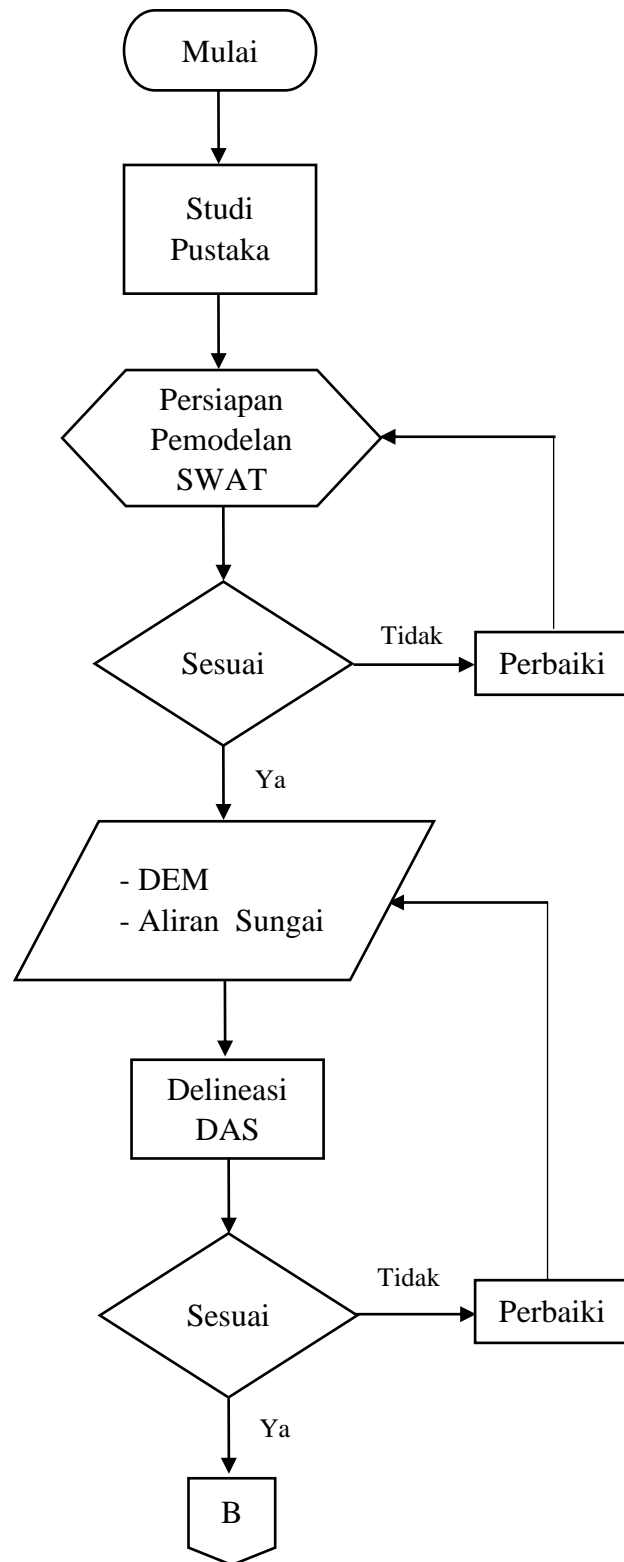 Mulai
Studi
Pustaka
Persiapan
Pemodelan
SWAT
Sesuai
Tidak
Perbaiki
Ya
- DEM
- Aliran Sungai
Delineasi
DAS
Sesuai
Tidak
Perbaiki
Ya
B